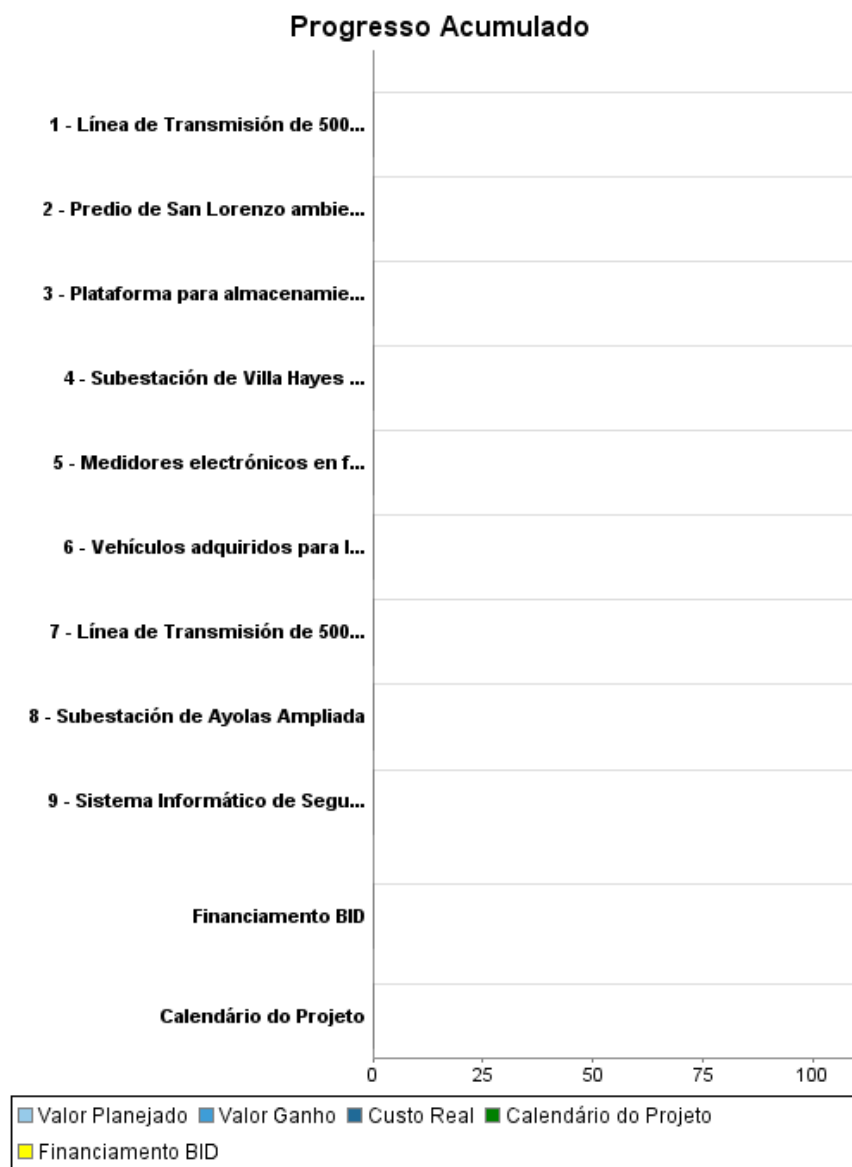 Progresso Acumulado
1 - Línea de Transmisión de 500...
2 - Predio de San Lorenzo ambie...
3 - Plataforma para almacenamie...
4 - Subestación de Villa Hayes ...
5 - Medidores electrónicos en f...
6 - Vehículos adquiridos para l...
7 - Línea de Transmisión de 500...
8 - Subestación de Ayolas Ampliada
9 - Sistema Informático de Segu...
Financiamento BID
Calendário do Projeto
0 25 50 75 100
Valor Planejado Valor Ganho Custo Real Calendário do Projeto
Financiamento BID